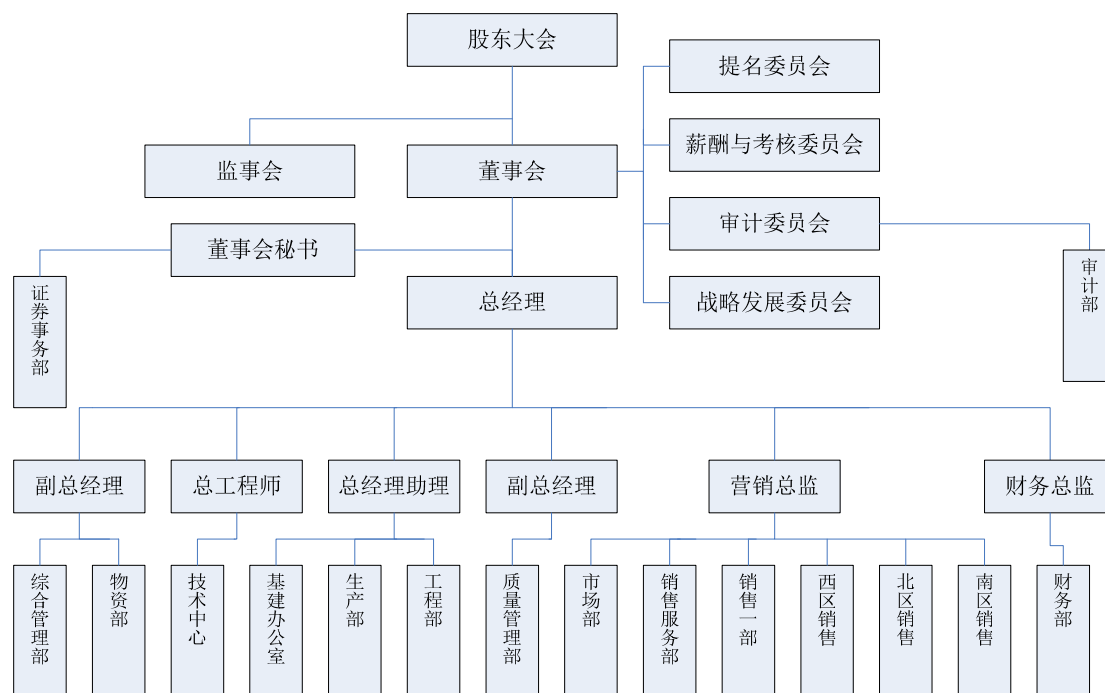 股东大会
提名委员会
薪酬与考核委员会
监事会
董事会
审计委员会
董事会秘书
审计部
证券事务部
总经理
战略发展委员会
副总经理
总工程师
总经理助理
副总经理
营销总监
财务总监
综合管理部
物资部
技术中心
基建办公室
生产部
工程部
质量管理部
市场部
销售服务部
销售一部
西区销售
北区销售
南区销售
财务部